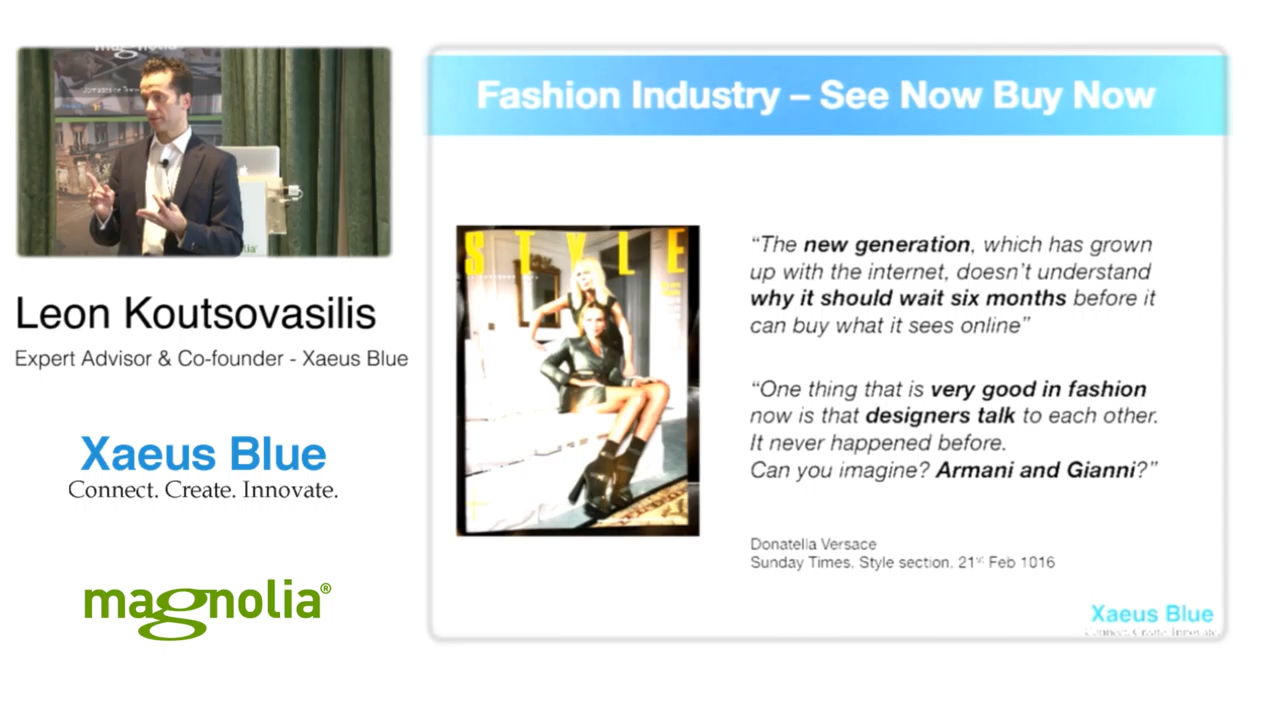 magnolia
Leon Koutsovasilis
Expert Advisor & Co-founder - Xaeus Blue
Xaeus Blue
Connect. Create. Innovate.
magnolia®
Fashion Industry – See Now Buy Now
STYLE
“The new generation, which has grown
up with the internet, doesn’t understand
why it should wait six months before it
can buy what it sees online”
“One thing that is very good in fashion
now is that designers talk to each other.
It never happened before.
Can you imagine? Armani and Gianni?”
Donatella Versace
Sunday Times. Style section. 21st Feb 1016
Xaeus Blue
Connect. Create. Innovate.